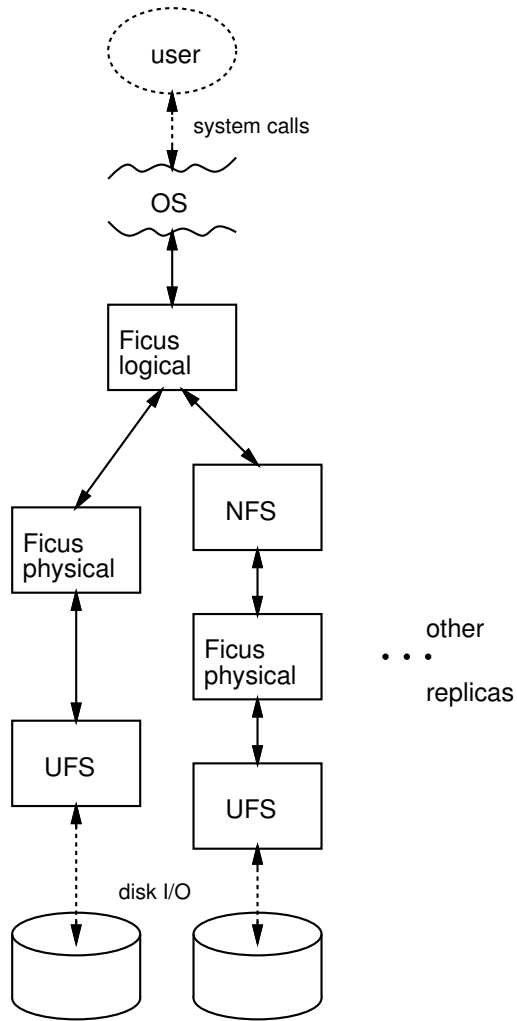 user
system calls
OS
Ficus
logical
NFS
Ficus
physical
Ficus
physical
other
replicas
UFS
UFS
disk I/O